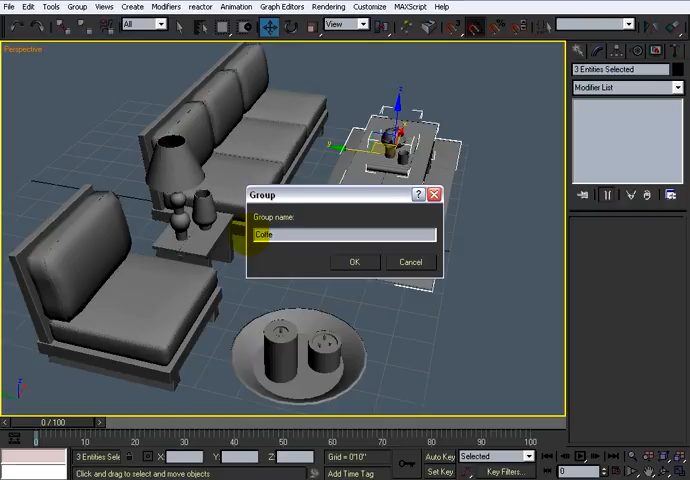 File Edit Tools Group Views Create Modifiers reactor Animation Graph Editors Rendering Customize MAXScript Help
All View
Perspective
3 Entities Selected
Modifier List
z
y
Group
Group name:
Coffe
OK Cancel
z
0 / 100
0 10 20 30 40 50 60 70 80 90 100
3 Entities Sele X: Y: Z: Grid = 0'10" Auto Key Selected
Click and drag to select and move objects Add Time Tag Set Key Key Filters... 0